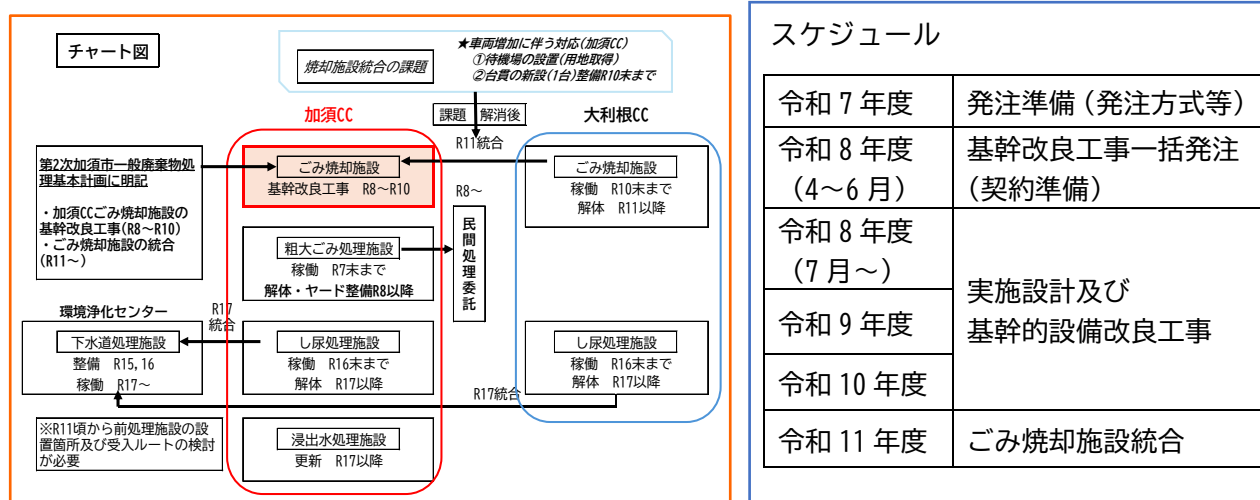 チャート図
焼却施設統合の課題
★車両増加に伴う対応(加須CC)
①待機場の設置(用地取得)
②台貫の新設(1台)整備R10末まで
加須CC
課題 解消後
大利根CC
R11統合
第2次加須市一般廃棄物処
理基本計画に明記
・加須CCごみ焼却施設の
基幹改良工事(R8～R10)
・ごみ焼却施設の統合
(R11～)
ごみ焼却施設
基幹改良工事 R8～R10
ごみ焼却施設
稼働 R10末まで
解体 R11以降
R8～
民間処理委託
粗大ごみ処理施設
稼働 R7末まで
解体・ヤード整備R8以降
環境浄化センター
R17
統合
下水道処理施設
整備 R15,16
稼働 R17～
し尿処理施設
稼働 R16末まで
解体 R17以降
し尿処理施設
稼働 R16末まで
解体 R17以降
R17統合
※R11頃から前処理施設の設
置箇所及び受入ルートの検討
が必要
浸出水処理施設
更新 R17以降
スケジュール
令和7年度 発注準備(発注方式等)
令和8年度 基幹改良工事一括発注
(4～6月) (契約準備)
令和8年度
(7月～)
実施設計及び
基幹的設備改良工事
令和9年度
令和10年度
令和11年度 ごみ焼却施設統合